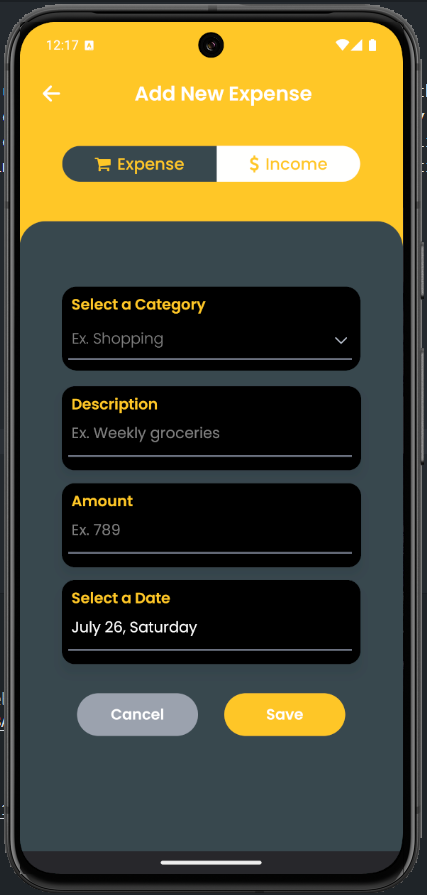 12:17
Add New Expense
Expense
$ Income
Select a Category
Ex. Shopping
Description
Ex. Weekly groceries
Amount
Ex. 789
Select a Date
July 26, Saturday
Cancel Save